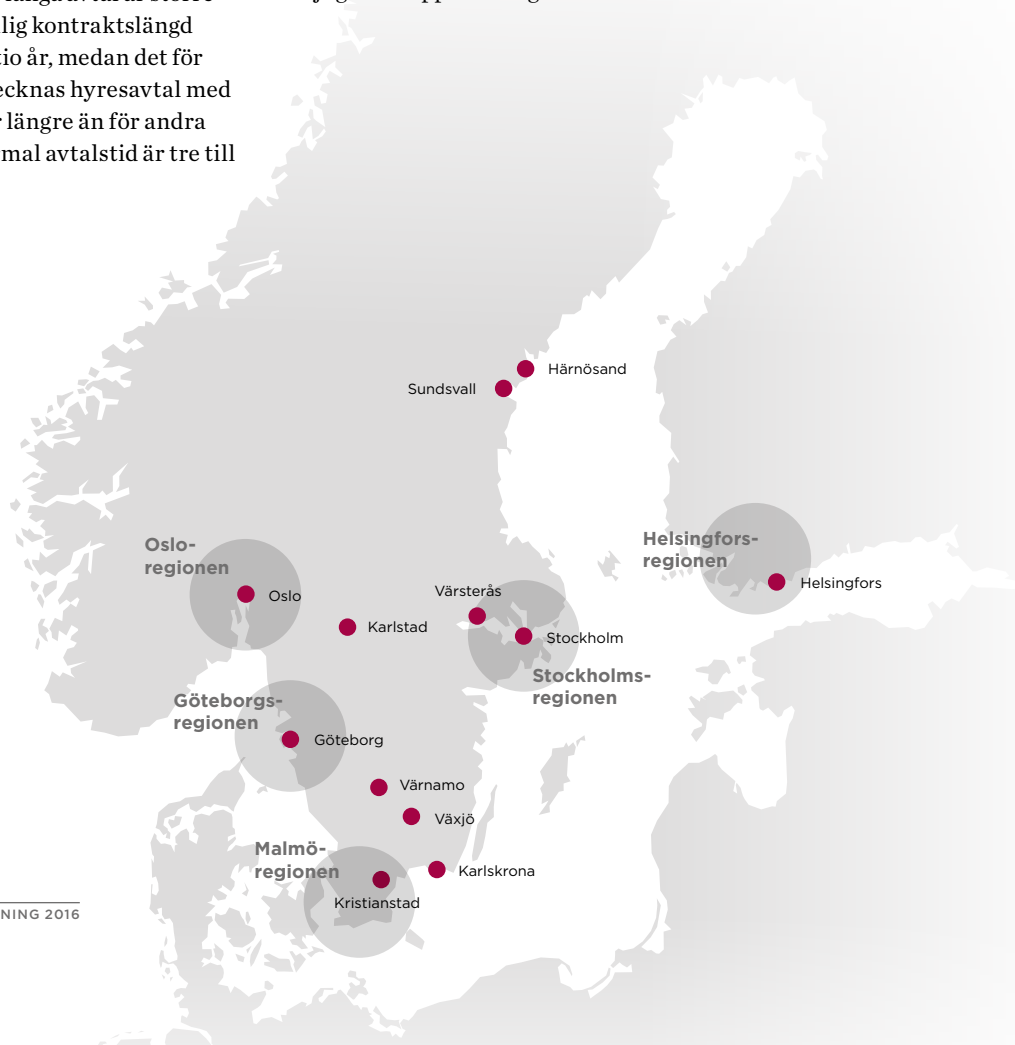 lig kontraktslängd
io år, medan det för
ecknas hyresavtal med
längre än för andra
mal avtalstid är tre till
Härnösand
Sundsvall
Oslo-
regionen
Oslo
Helsingfors-
regionen
Helsingfors
Värsterås
Karlstad
Stockholm
Stockholms-
regionen
Göteborgs-
regionen
Göteborg
Värnamo
Växjö
Malmö-
regionen
Karlskrona
Kristianstad
NING 2016